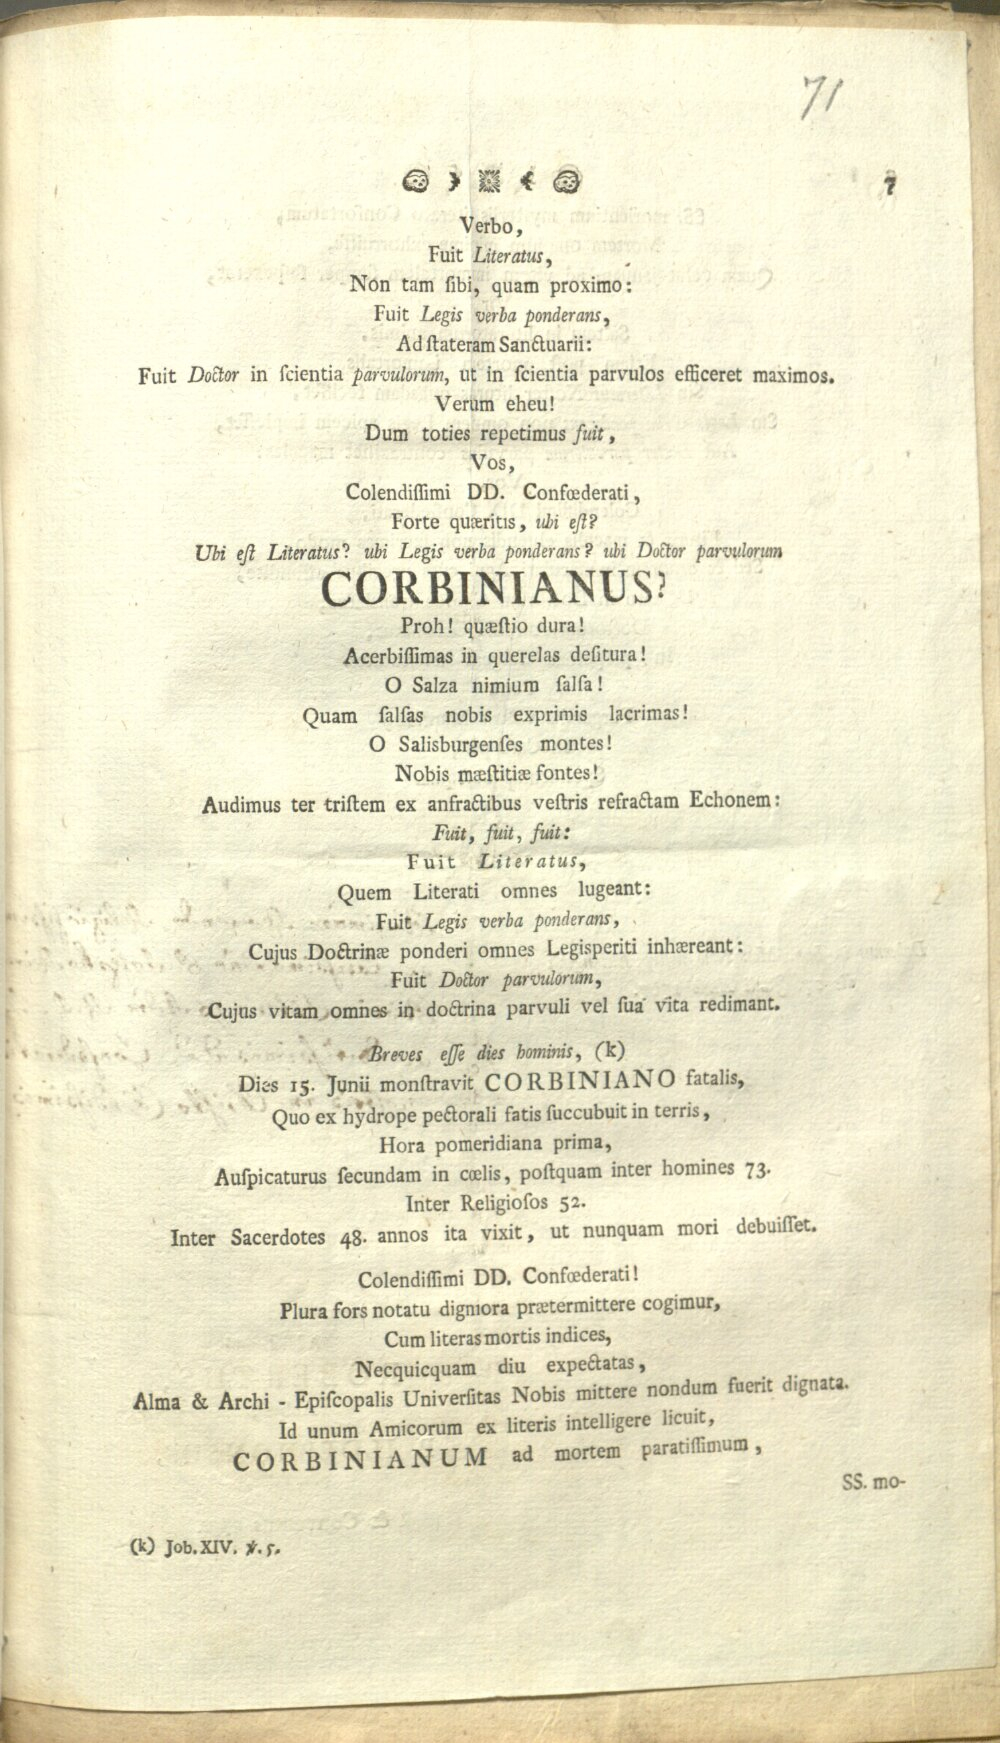 71
7
Verbo,
Fuit Literatus,
Non tam ſibi, quam proximo:
Fuit Legis verba ponderans,
Ad ſtateram Sanctuarii:
Fuit Doctor in ſcientia parvulorum, ut in ſcientia parvulos efficeret maximos.
Verum eheu!
Dum toties repetimus fuit,
Vos,
Colendiſſimi DD. Confœderati,
Forte quæritis, ubi eſt?
Ubi eſt Literatus? ubi Legis verba ponderans? ubi Doctor parvulorum
CORBINIANUS?
Proh! quæſtio dura!
Acerbiſſimas in querelas deſitura!
O Salza nimium ſalſa!
Quam ſalſas nobis exprimis lacrimas!
O Salisburgenſes montes!
Nobis mæſtitiæ fontes!
Audimus ter triſtem ex anfractibus veſtris refractam Echonem:
Fuit, fuit, fuit:
Fuit Literatus,
Quem Literati omnes lugeant:
Fuit Legis verba ponderans,
Cujus Doctrinæ ponderi omnes Legisperiti inhæreant:
Fuit Doctor parvulorum,
Cujus vitam omnes in doctrina parvuli vel ſua vita redimant.
Breves eſſe dies hominis, (k)
Dies 15. Junii monſtravit CORBINIANO fatalis,
Quo ex hydrope pectorali fatis ſuccubuit in terris,
Hora pomeridiana prima,
Auſpicaturus ſecundam in cœlis, poſtquam inter homines 73.
Inter Religioſos 52.
Inter Sacerdotes 48. annos ita vixit, ut nunquam mori debuiſſet.
Colendiſſimi DD. Confœderati!
Plura fors notatu digniora prætermittere cogimur,
Cum literas mortis indices,
Necquicquam diu expectatas,
Alma & Archi - Epiſcopalis Univerſitas Nobis mittere nondum fuerit dignata.
Id unum Amicorum ex literis intelligere licuit,
CORBINIANUM ad mortem paratiſſimum,
SS. mo-
(k) Job. XIV. ℣. 5.